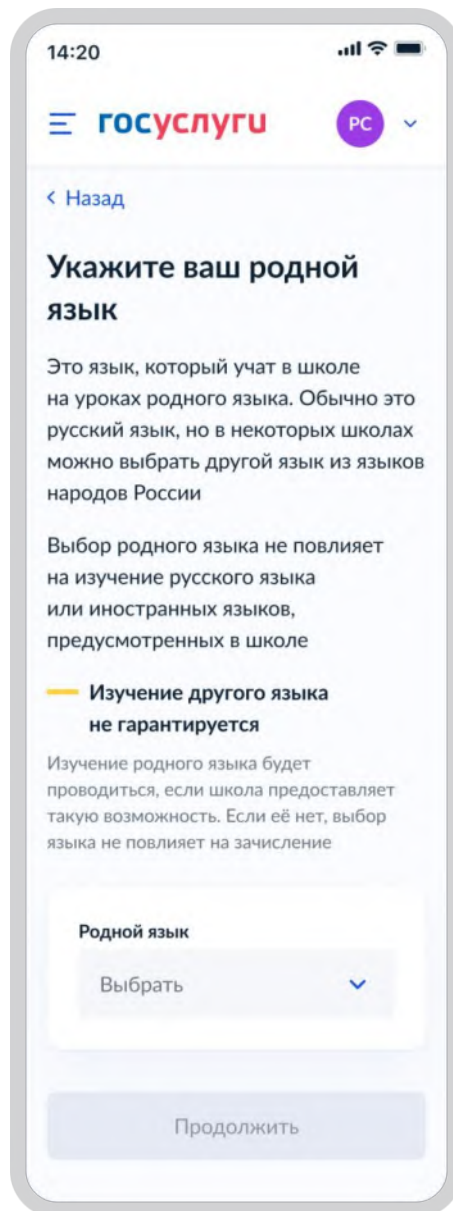 14:20
госуслуги
РС
Назад
Укажите ваш родной
язык
Это язык, который учат в школе
на уроках родного языка. Обычно это
русский язык, но в некоторых школах
можно выбрать другой язык из языков
народов России
Выбор родного языка не повлияет
на изучение русского языка
или иностранных языков,
предусмотренных в школе
Изучение другого языка
не гарантируется
Изучение родного языка будет
проводиться, если школа предоставляет
такую возможность. Если её нет, выбор
языка не повлияет на зачисление
Родной язык
Выбрать
Продолжить